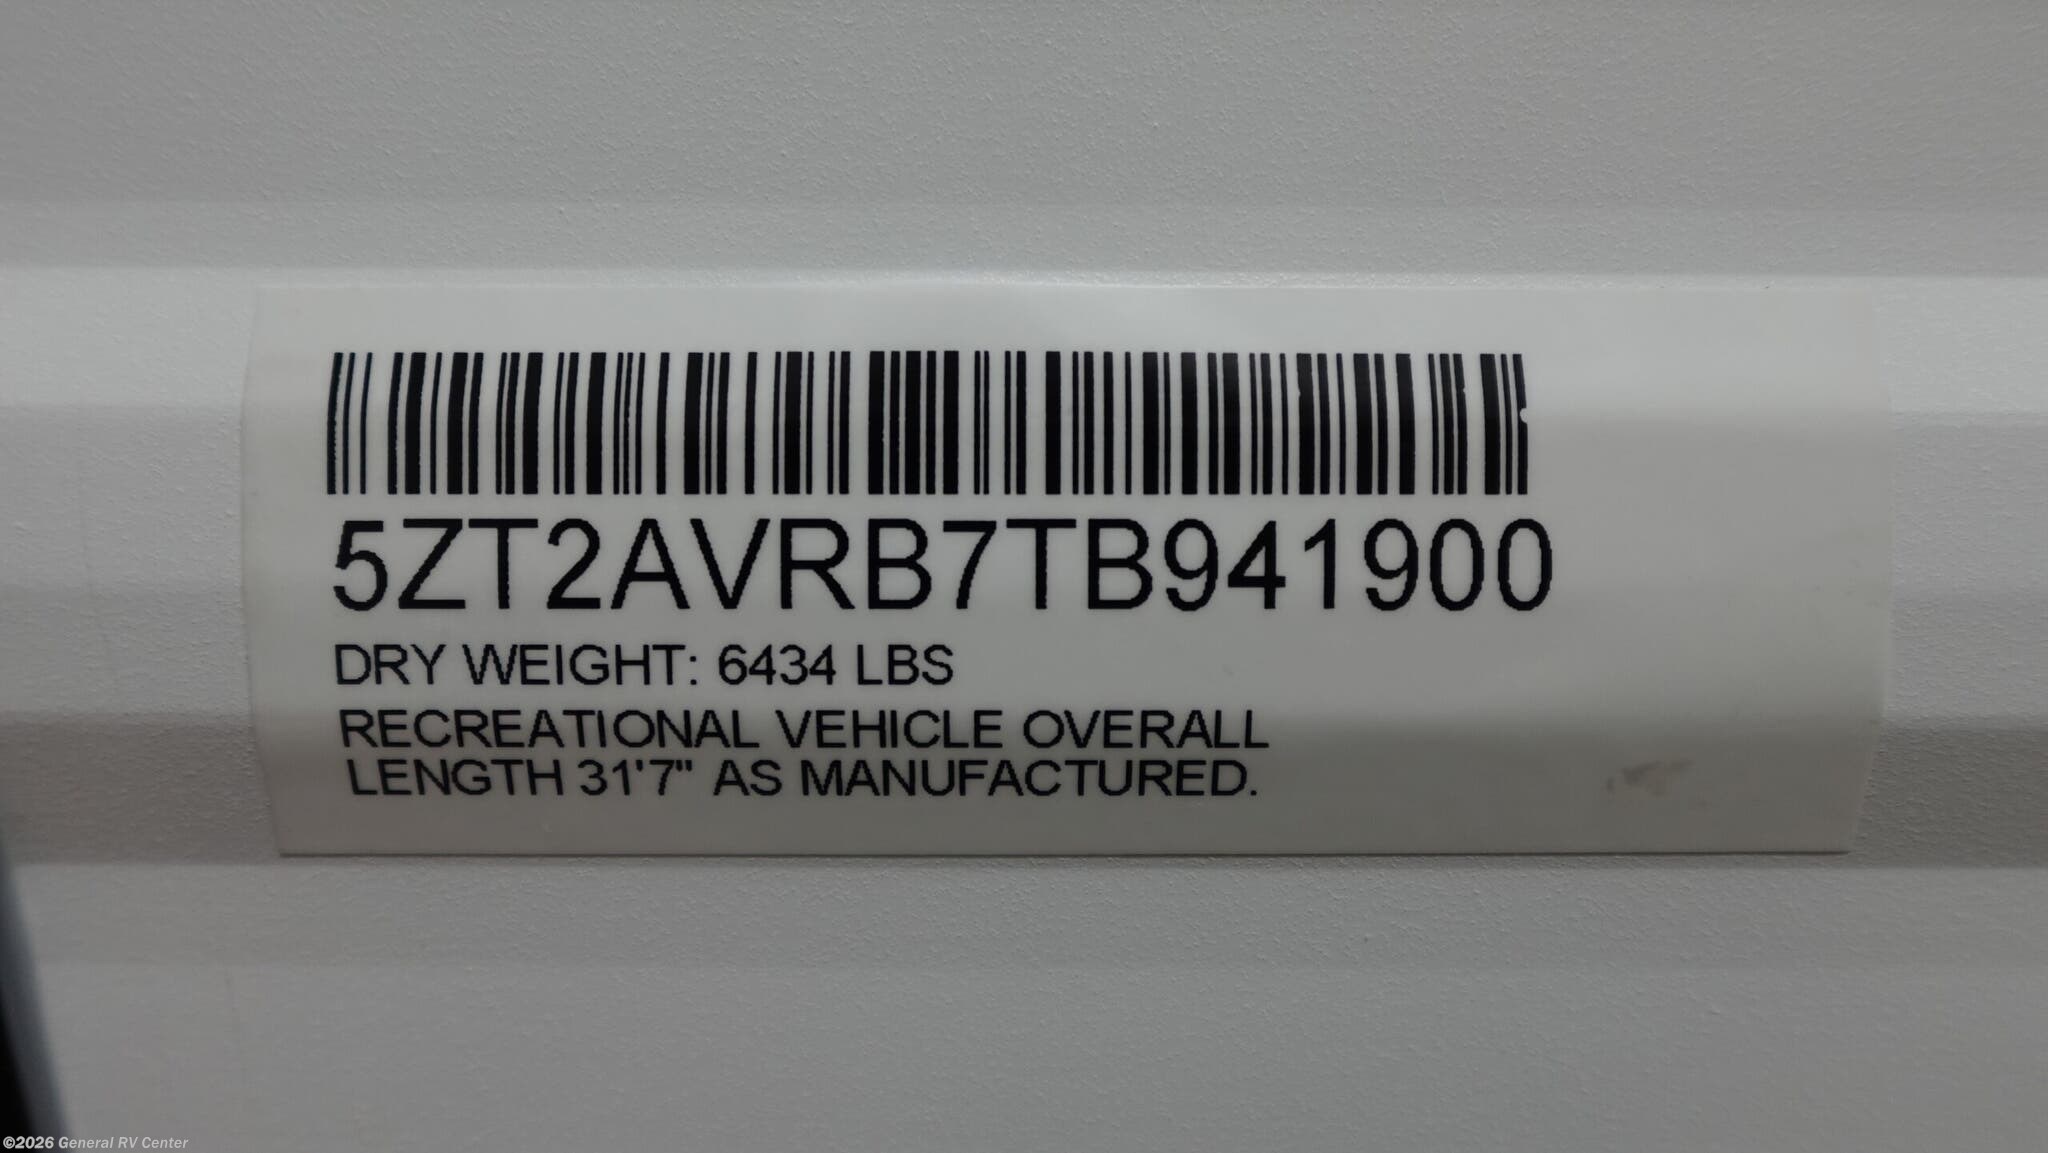 5ZT2AVRB7TB941900
DRY WEIGHT: 6434 LBS
RECREATIONAL VEHICLE OVERALL
LENGTH 31'7" AS MANUFACTURED.
©2026 General RV Center